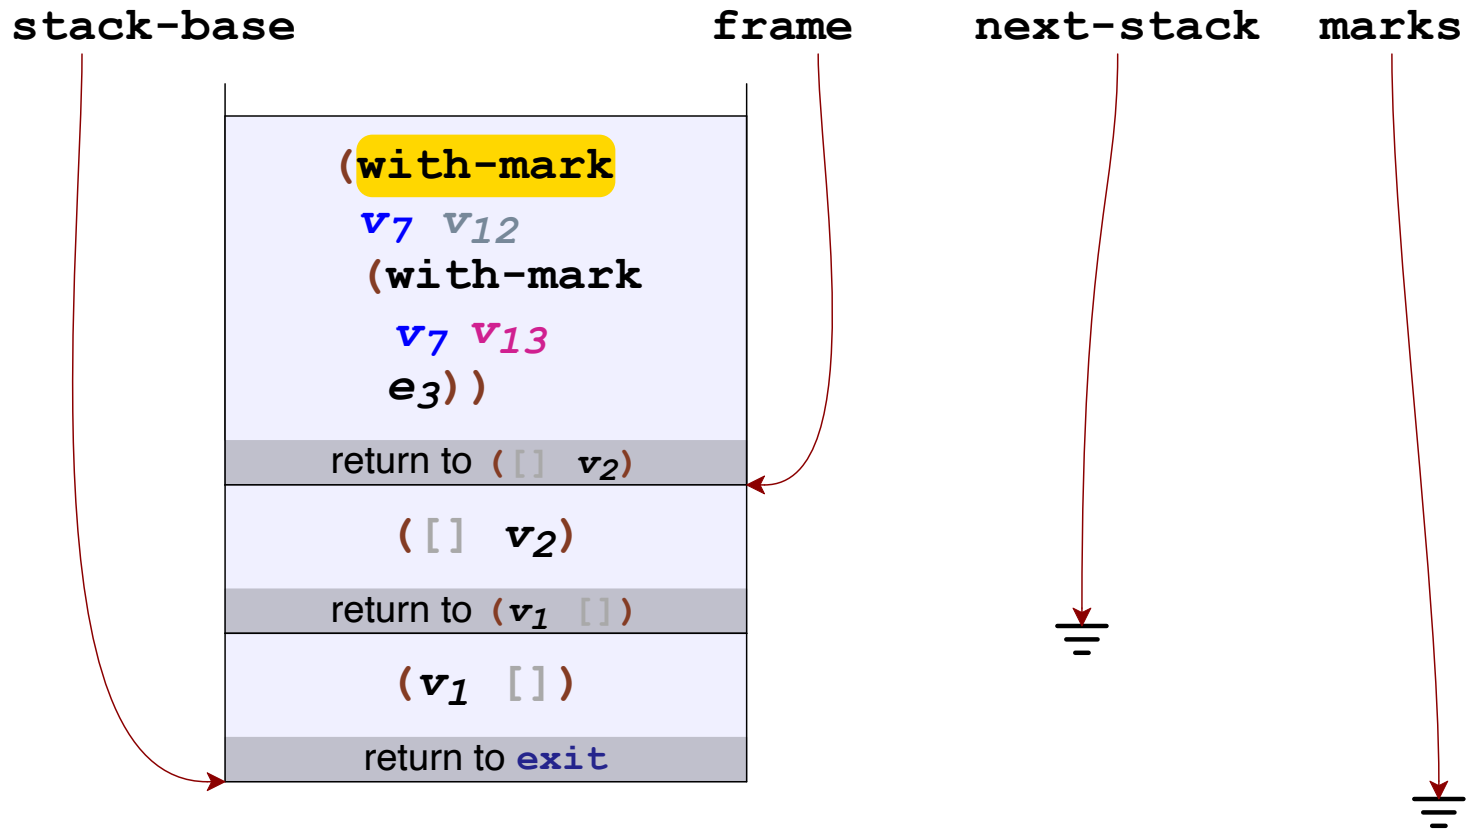 stack-base frame next-stack marks
(with-mark
v7 v12
(with-mark
v7 v13
e3))
return to ([] v2)
([] v2)
return to (v1 [])
(v1 [])
return to exit